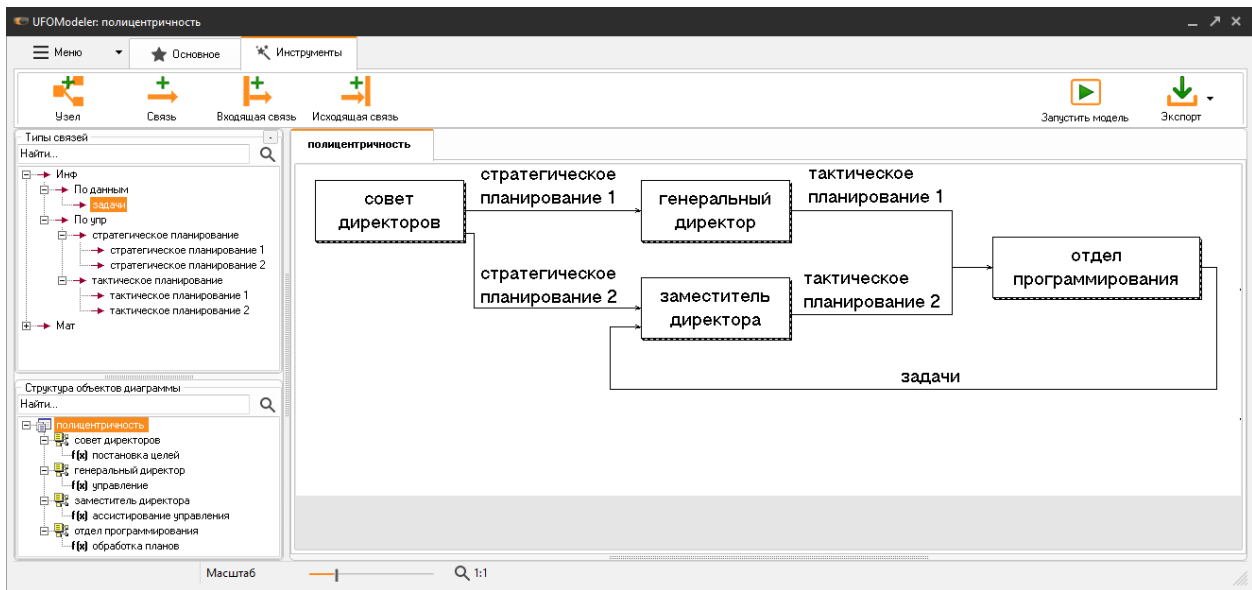 UFOModeler: полицентричность
Меню
Основное
Инструменты
Узел
Связь
Входящая связь
Исходящая связь
Запустить модель
Экспорт
Типы связей
Найти...
Инф
По данным
задачи
По упр
стратегическое планирование
стратегическое планирование 1
стратегическое планирование 2
тактическое планирование
тактическое планирование 1
тактическое планирование 2
Мат
Структура объектов диаграммы
Найти...
полицентричность
совет директоров
f(x) постановка целей
генеральный директор
f(x) управление
заместитель директора
f(x) ассистирование управления
отдел программирования
f(x) обработка планов
полицентричность
совет
директоров
стратегическое
планирование 1
генеральный
директор
тактическое
планирование 1
отдел
программирования
стратегическое
планирование 2
заместитель
директора
тактическое
планирование 2
задачи
Масштаб
1:1